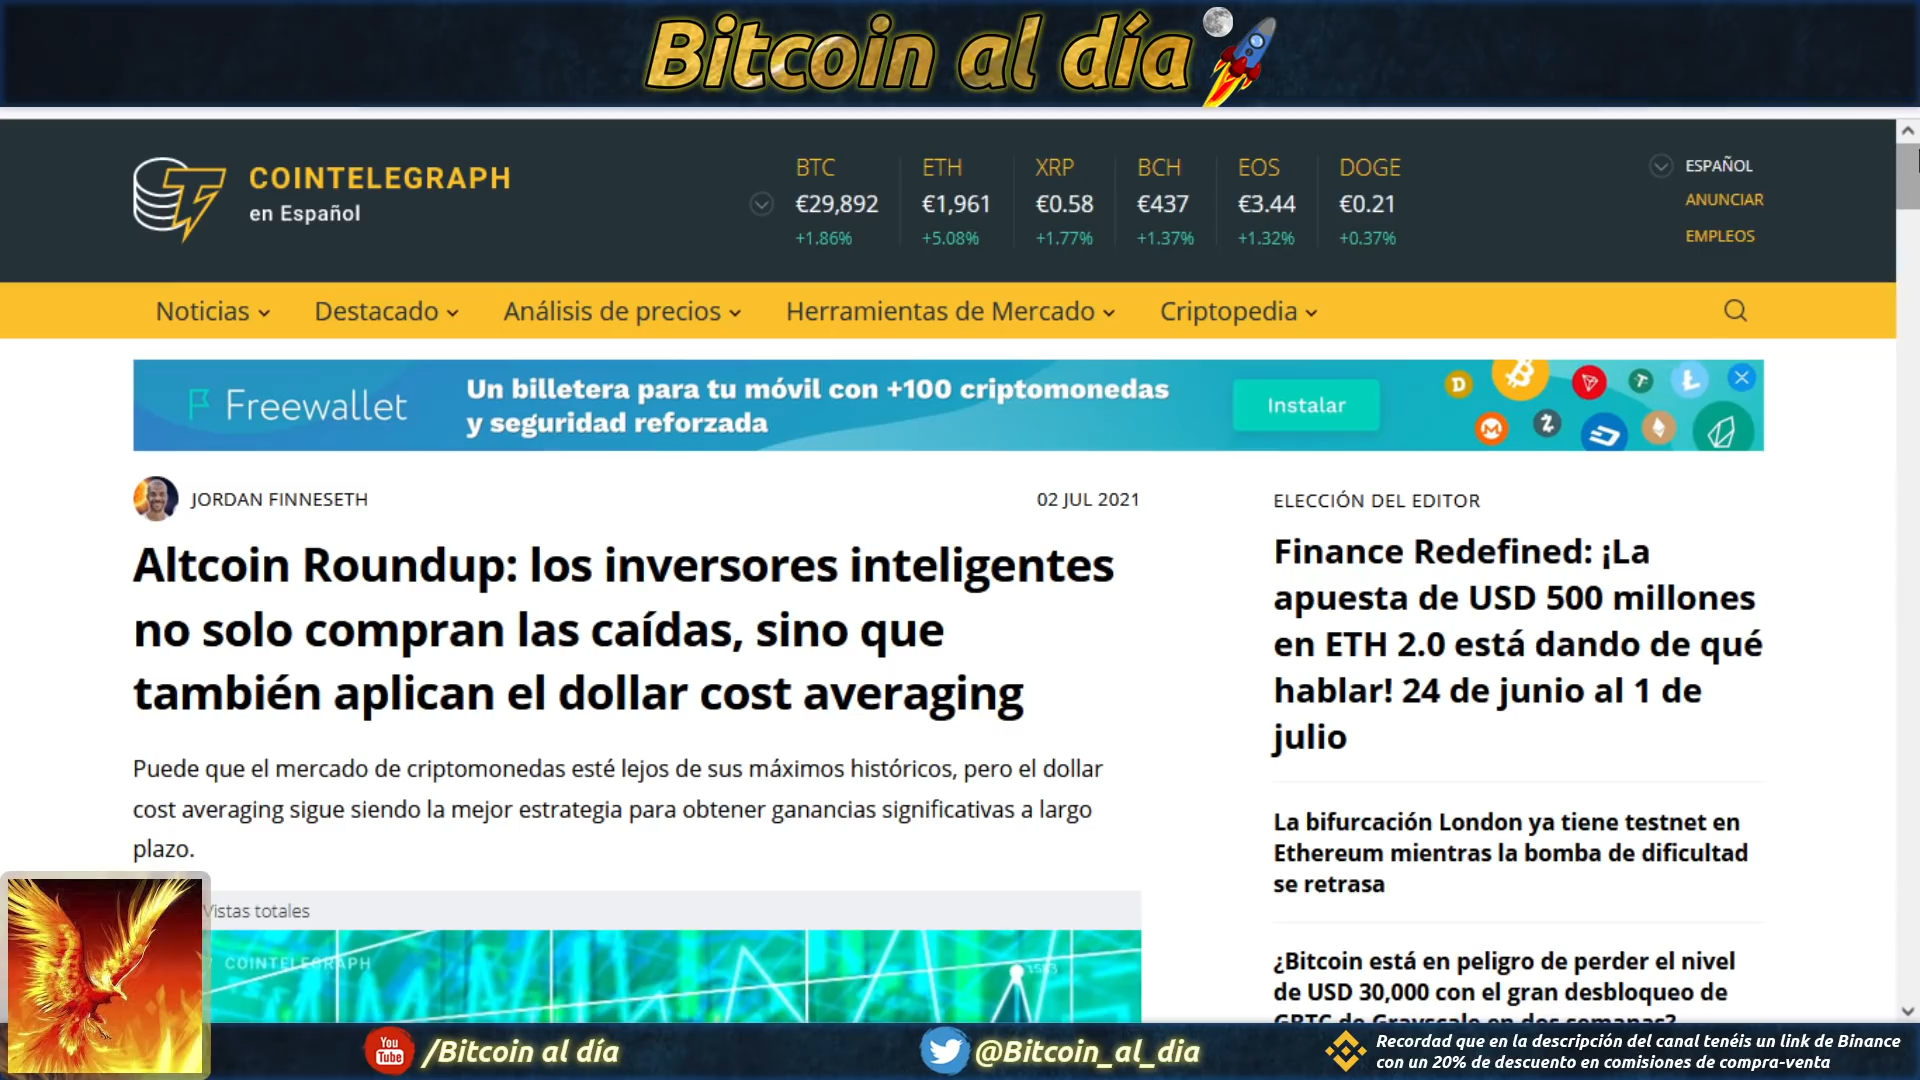 Bitcoin al día
COINTELEGRAPH
en Español
BTC
€29,892
+1.86%
ETH
€1,961
+5.08%
XRP
€0.58
+1.77%
BCH
€437
+1.37%
EOS
€3.44
+1.32%
DOGE
€0.21
+0.37%
ESPAÑOL
ANUNCIAR
EMPLEOS
Noticias
Destacado
Análisis de precios
Herramientas de Mercado
Criptopedia
Freewallet
Un billetera para tu móvil con +100 criptomonedas
y seguridad reforzada
Instalar
JORDAN FINNESETH
02 JUL 2021
Altcoin Roundup: los inversores inteligentes
no solo compran las caídas, sino que
también aplican el dollar cost averaging
Puede que el mercado de criptomonedas esté lejos de sus máximos históricos, pero el dollar
cost averaging sigue siendo la mejor estrategia para obtener ganancias significativas a largo
plazo.
Vistas totales
COINTELEGRAPH
1583
ELECCIÓN DEL EDITOR
Finance Redefined: ¡La
apuesta de USD 500 millones
en ETH 2.0 está dando de qué
hablar! 24 de junio al 1 de
julio
La bifurcación London ya tiene testnet en
Ethereum mientras la bomba de dificultad
se retrasa
¿Bitcoin está en peligro de perder el nivel
de USD 30,000 con el gran desbloqueo de
GBTC de Grayscale en dos semanas?
You
Tube
/Bitcoin al día
@Bitcoin_al_dia
Recordad que en la descripción del canal tenéis un link de Binance
con un 20% de descuento en comisiones de compra-venta